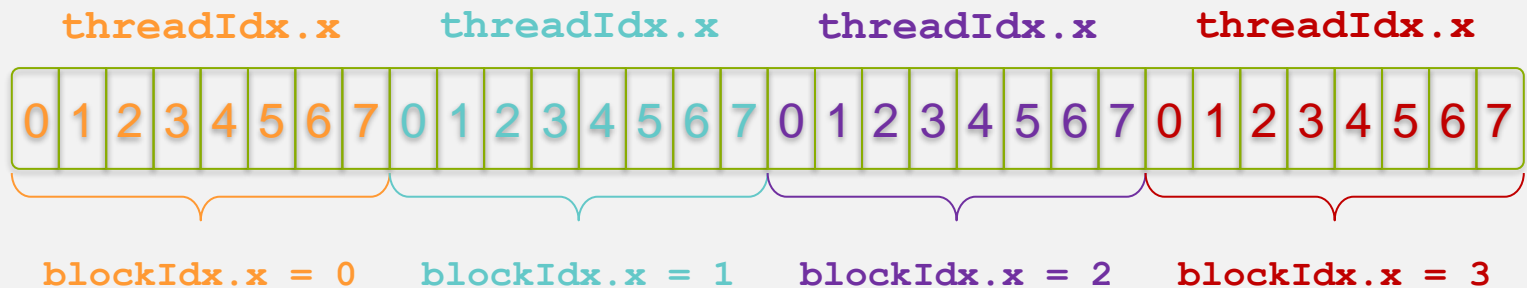 threadIdx.x threadIdx.x threadIdx.x threadIdx.x
0 1 2 3 4 5 6 7 0 1 2 3 4 5 6 7 0 1 2 3 4 5 6 7 0 1 2 3 4 5 6 7
blockIdx.x = 0 blockIdx.x = 1 blockIdx.x = 2 blockIdx.x = 3